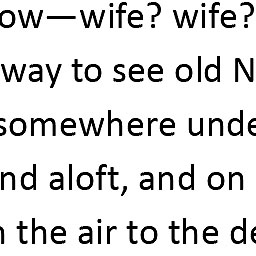 ow—wife? wife?
way to see old N
somewhere unde
nd aloft, and on
the air to the de